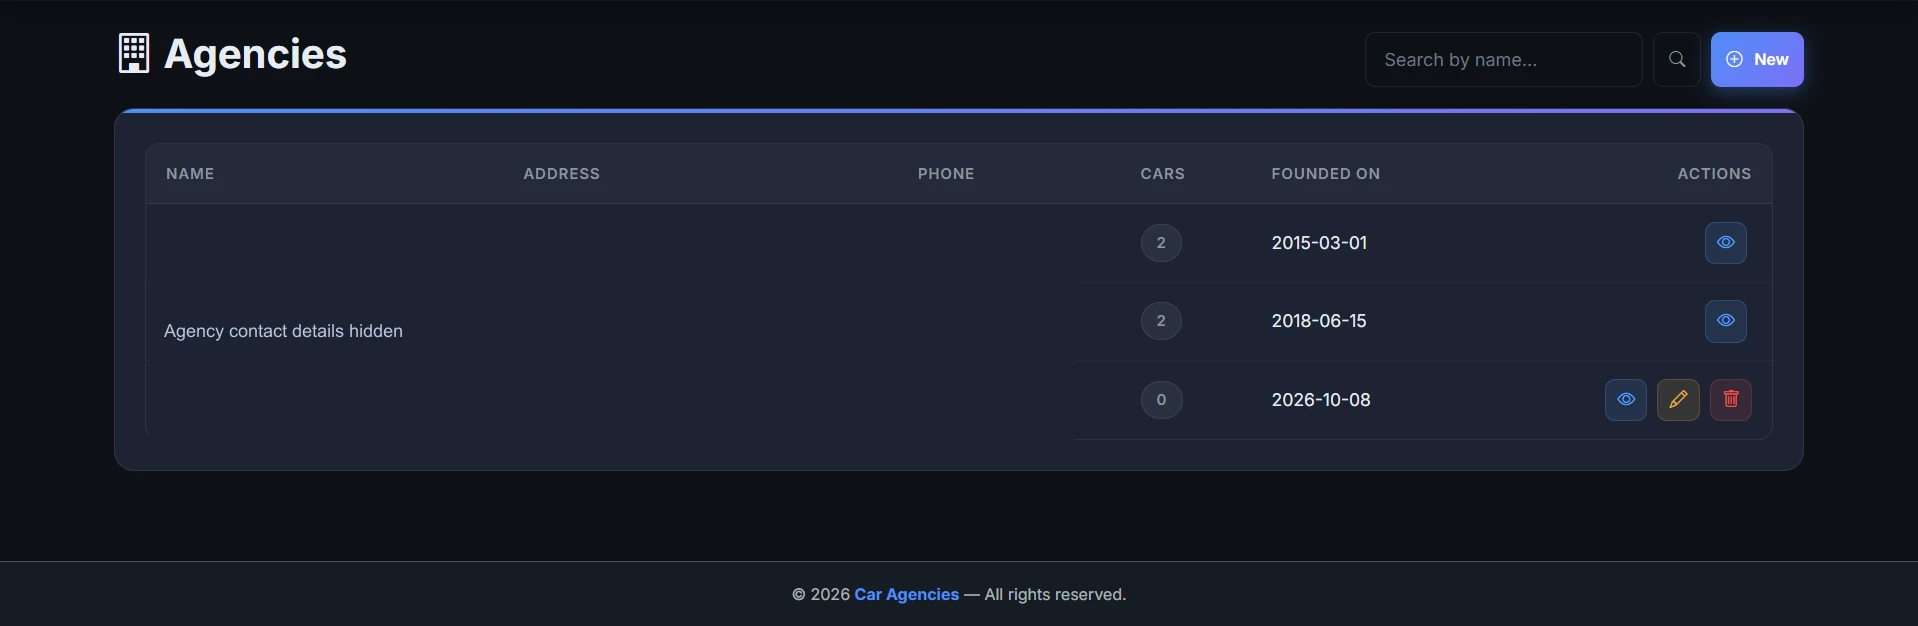 Agencies
Search by name...
New
NAME ADDRESS PHONE CARS FOUNDED ON ACTIONS
2 2015-03-01
Agency contact details hidden
2 2018-06-15
0 2026-10-08
© 2026 Car Agencies — All rights reserved.